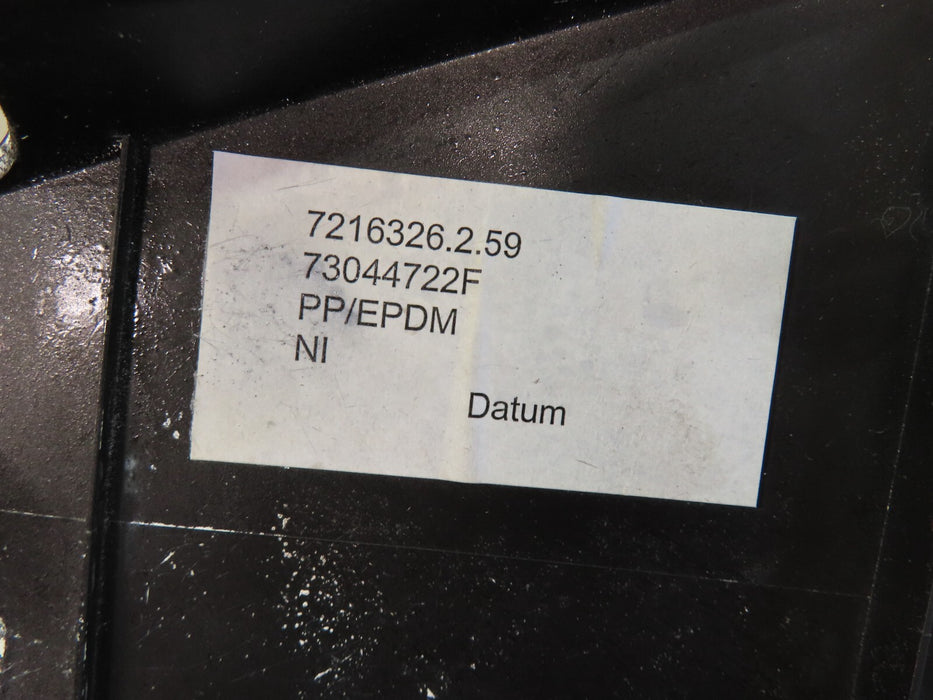 7216326.2.59
73044722F
PP/EPDM
NI
Datum